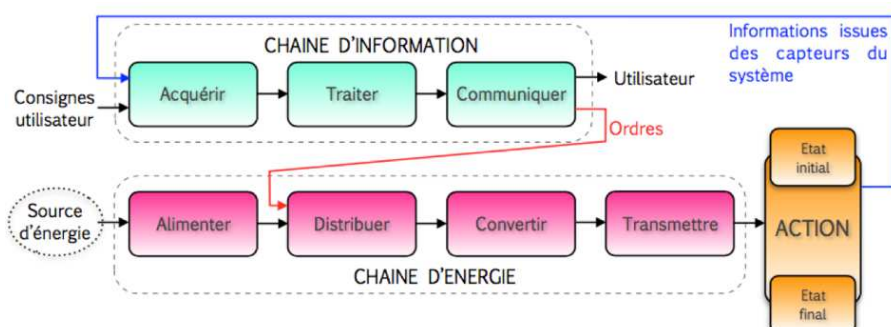 CHAINE D'INFORMATION
Informations issues
des capteurs du
système
Consignes
utilisateur
Acquérir
Traiter
Communiquer
Utilisateur
Ordres
Source
d'énergie
Alimenter
Distribuer
Convertir
Transmettre
Etat
initial
ACTION
Etat
final
CHAINE D'ENERGIE